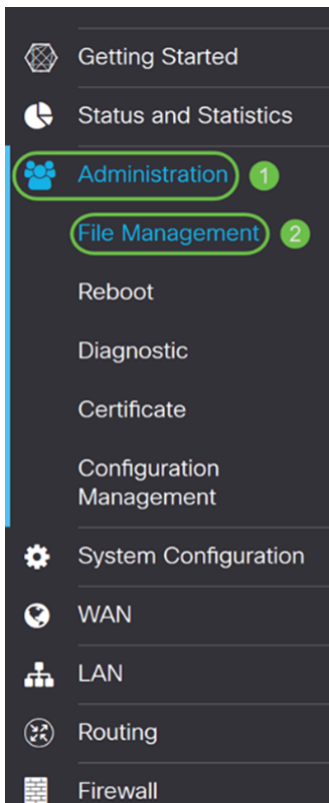 Getting Started
Status and Statistics
Administration 1
File Management 2
Reboot
Diagnostic
Certificate
Configuration
Management
System Configuration
WAN
LAN
Routing
Firewall